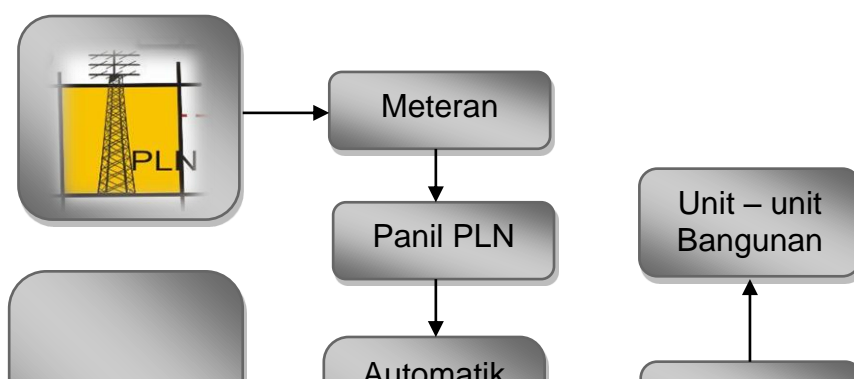 PLN
Meteran
Panil PLN
Unit – unit
Bangunan
Automatik